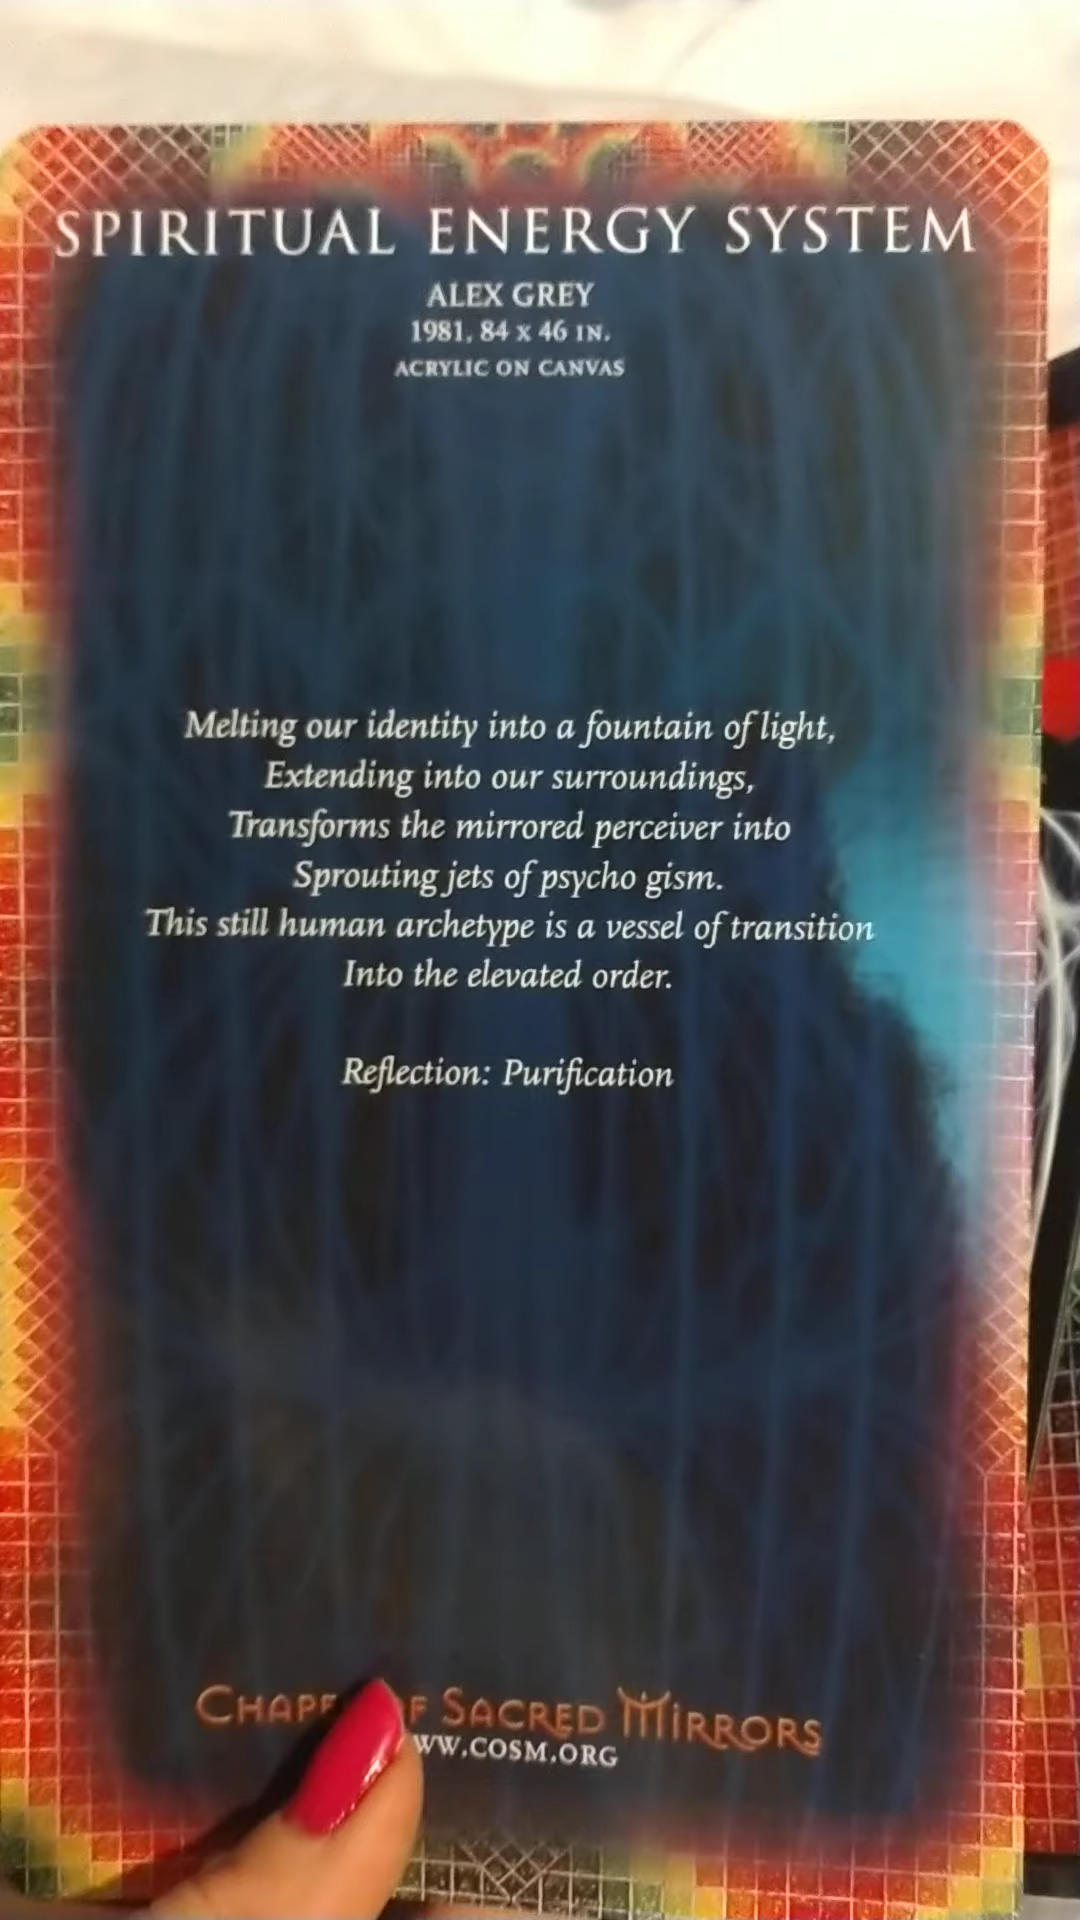 SPIRITUAL ENERGY SYSTEM
ALEX GREY
1981, 84 x 46 IN.
ACRYLIC ON CANVAS
Melting our identity into a fountain of light,
Extending into our surroundings,
Transforms the mirrored perceiver into
Sprouting jets of psycho gism.
This still human archetype is a vessel of transition
Into the elevated order.
Reflection: Purification
SACRED MIRRORS
WW.COSM.ORG